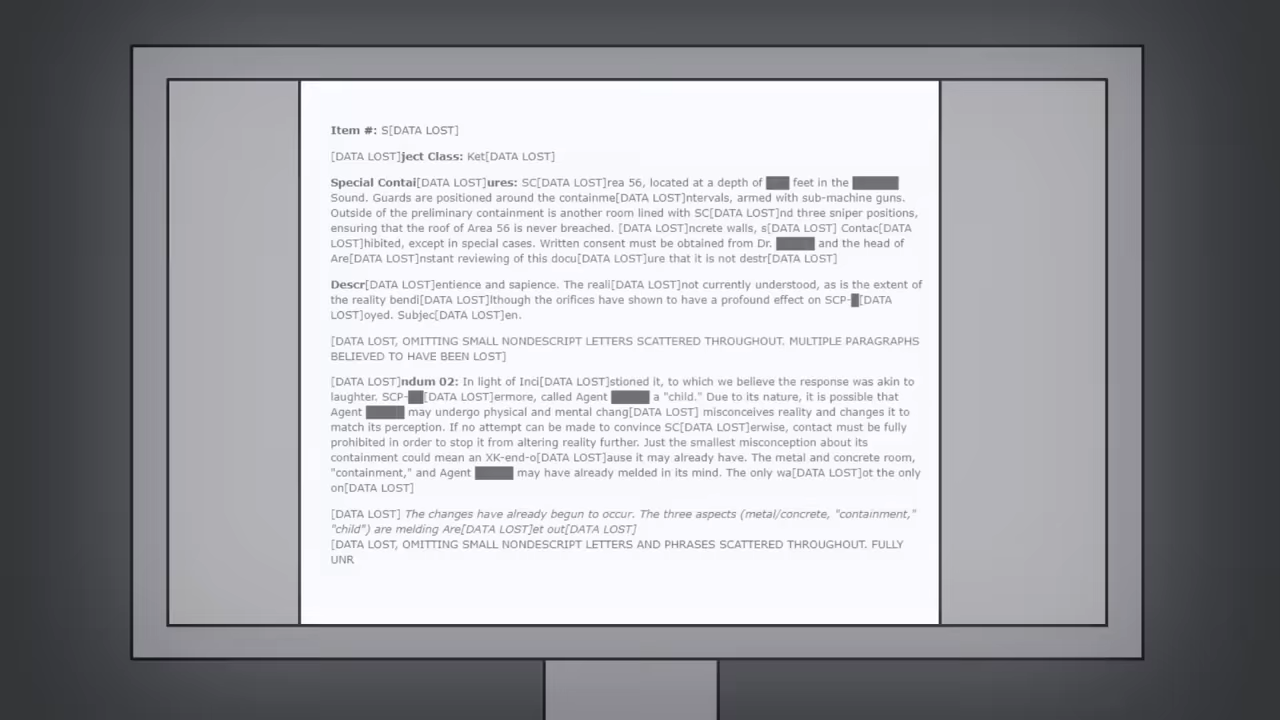 Item #: S[DATA LOST]
[DATA LOST]ject Class: Ket[DATA LOST]
Special Contai[DATA LOST]ures: SC[DATA LOST]rea 56, located at a depth of ███ feet in the ██████
Sound. Guards are positioned around the containme[DATA LOST]ntervals, armed with sub-machine guns.
Outside of the preliminary containment is another room lined with SC[DATA LOST]nd three sniper positions,
ensuring that the roof of Area 56 is never breached. [DATA LOST]ncrete walls, s[DATA LOST] Contac[DATA
LOST]hibited, except in special cases. Written consent must be obtained from Dr. █████ and the head of
Are[DATA LOST]nstant reviewing of this docu[DATA LOST]ure that it is not destr[DATA LOST]
Descr[DATA LOST]entience and sapience. The reali[DATA LOST]not currently understood, as is the extent of
the reality bendi[DATA LOST]lthough the orifices have shown to have a profound effect on SCP-█[DATA
LOST]oyed. Subjec[DATA LOST]en.
[DATA LOST, OMITTING SMALL NONDESCRIPT LETTERS SCATTERED THROUGHOUT. MULTIPLE PARAGRAPHS
BELIEVED TO HAVE BEEN LOST]
[DATA LOST]ndum 02: In light of Inci[DATA LOST]stioned it, to which we believe the response was akin to
laughter. SCP-██[DATA LOST]ermore, called Agent █████ a "child." Due to its nature, it is possible that
Agent █████ may undergo physical and mental chang[DATA LOST] misconceives reality and changes it to
match its perception. If no attempt can be made to convince SC[DATA LOST]erwise, contact must be fully
prohibited in order to stop it from altering reality further. Just the smallest misconception about its
containment could mean an XK-end-o[DATA LOST]ause it may already have. The metal and concrete room,
"containment," and Agent █████ may have already melded in its mind. The only wa[DATA LOST]ot the only
on[DATA LOST]
[DATA LOST] The changes have already begun to occur. The three aspects (metal/concrete, "containment,"
"child") are melding Are[DATA LOST]et out[DATA LOST]
[DATA LOST, OMITTING SMALL NONDESCRIPT LETTERS AND PHRASES SCATTERED THROUGHOUT. FULLY
UNR